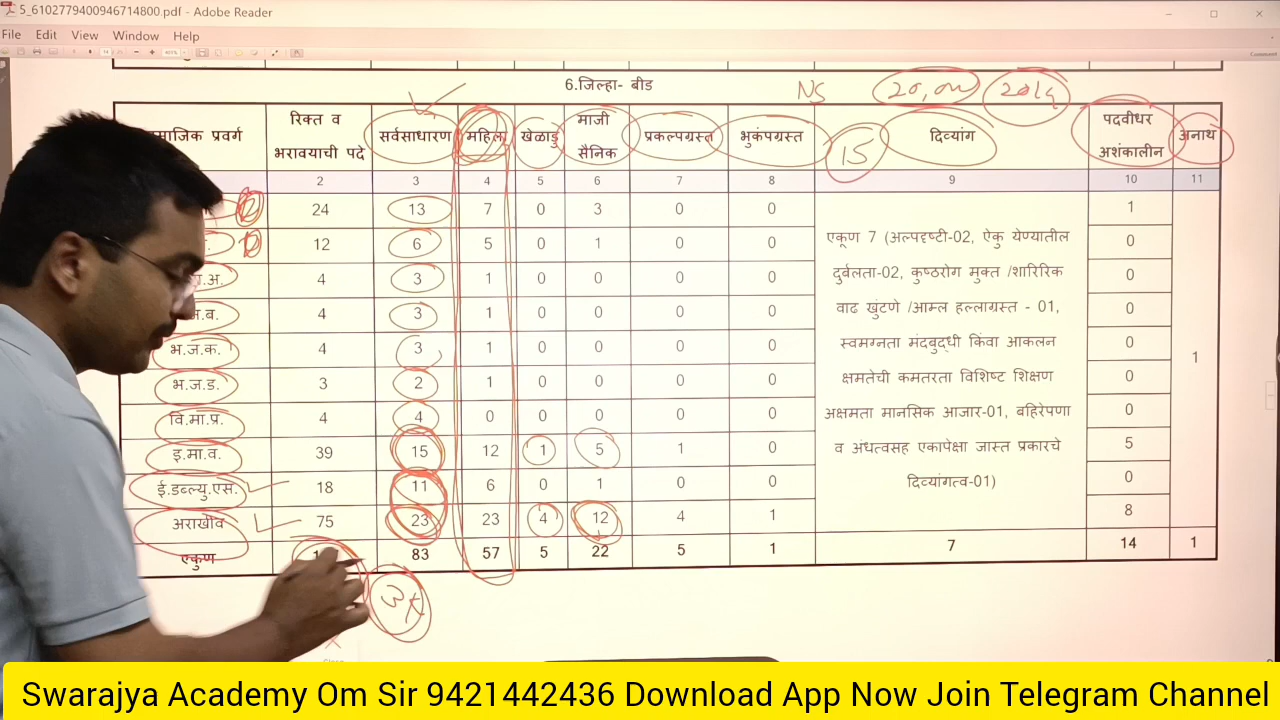 5_6102779400946714800.pdf - Adobe Reader
File Edit View Window Help
6.जिल्हा- बीड NS 20,000
रिक्त व भरावयाची पदे सर्वसाधारण महिला खेळाडु माजी सैनिक प्रकल्पग्रस्त भुकंपग्रस्त 15 दिव्यांग पदवीधर अशंकालीन अनाथ
2 3 4 5 6 7 8 9 10 11
24 13 7 0 3 0 0 1
12 6 5 0 1 0 0 0
4 3 1 0 0 0 0 0
4 3 1 0 0 0 0 0
भ.ज.क. 4 3 1 0 0 0 0 0
भ.ज.ड. 3 2 1 0 0 0 0 0
वि.मा.प्र. 4 4 0 0 0 0 0 0
इ.मा.व. 39 15 12 1 5 1 0 5
ई.डब्ल्यु.एस. 18 11 6 0 1 0 0 0
अराखीव 75 23 23 4 12 4 1 8
एकूण 7 (अल्पदृष्टी-02, ऐकु येण्यातील
दुर्बलता-02, कुष्ठरोग मुक्त /शारिरिक
वाढ खुंटणे /आम्ल हल्लाग्रस्त - 01,
स्वमग्नता मंदबुद्धी किंवा आकलन
क्षमतेची कमतरता विशिष्ट शिक्षण
अक्षमता मानसिक आजार-01, बहिरेपणा
व अंधत्वसह एकापेक्षा जास्त प्रकारचे
दिव्यांगत्व-01)
1
एकुण 83 57 5 22 5 1 7 14 1
Swarajya Academy Om Sir 9421442436 Download App Now Join Telegram Channel